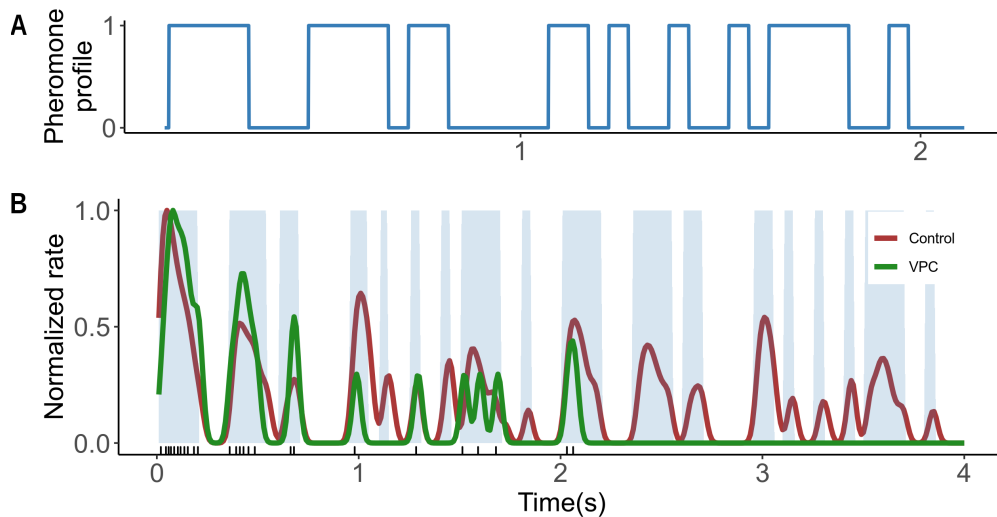 A
Pheromone
profile
1
0
1
2
B
Normalized rate
1.0
0.5
0.0
Control
VPC
0
1
2
3
4
Time(s)